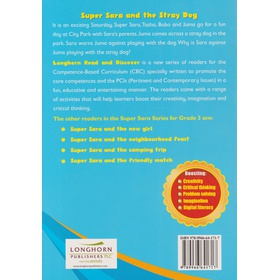 Super Sara and the Stray Dog
It is an exciting Saturday. Super Sara, Tasha, Baba and Juma go for a fun
day at City Park with Sara's parents. Juma comes across a stray dog in the
park. Sara warns Juma against playing with the dog. Why is Sara against
Juma playing with the stray dog?
Longhorn Read and Discover is a new series of readers for the
Competence-Based Curriculum (CBC) specially written to promote the
core competences and the PCIs (Pertinent and Contemporary Issues) in a
fun, educative and entertaining manner. The readers come with a range of
activities that will help learners boost their creativity, imagination and
critical thinking.
The other readers in the Super Sara Series for Grade 3 are:
Super Sara and the new girl
Super Sara and the neighbourhood feast
Super Sara and the camping trip
Super Sara and the friendly match
Boosting:
Creativity
Critical thinking
Problem solving
Imagination
Digital literacy
LONGHORN
PUBLISHERS PLC